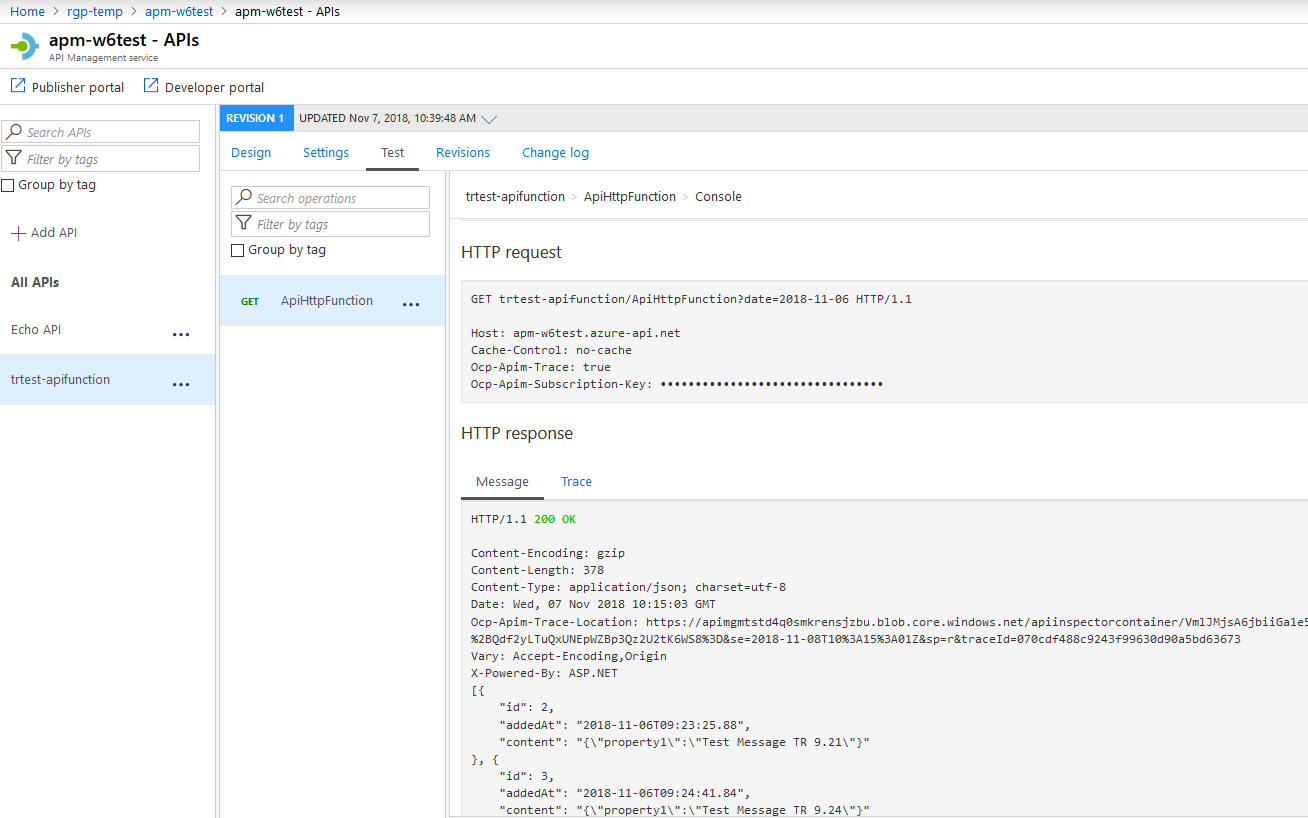 Home > rgp-temp > apm-w6test > apm-w6test - APIs
apm-w6test - APIs
API Management service
Publisher portal Developer portal
Search APIs
Filter by tags
Group by tag
+ Add API
All APIs
Echo API ...
trtest-apifunction ...
REVISION 1 UPDATED Nov 7, 2018, 10:39:48 AM
Design Settings Test Revisions Change log
Search operations
Filter by tags
Group by tag
GET ApiHttpFunction ...
trtest-apifunction > ApiHttpFunction > Console
HTTP request
GET trtest-apifunction/ApiHttpFunction?date=2018-11-06 HTTP/1.1
Host: apm-w6test.azure-api.net
Cache-Control: no-cache
Ocp-Apim-Trace: true
Ocp-Apim-Subscription-Key: ••••••••••••••••••••••••••••••••
HTTP response
Message Trace
HTTP/1.1 200 OK
Content-Encoding: gzip
Content-Length: 378
Content-Type: application/json; charset=utf-8
Date: Wed, 07 Nov 2018 10:15:03 GMT
Ocp-Apim-Trace-Location: https://apimgmtstd4q0smkrensjzbu.blob.core.windows.net/apiinspectorcontainer/VmlJMjsA6jbiiGa1e5
%2BQdf2yLTuQxUNEpWZBp3Qz2U2tK6WS8%3D&se=2018-11-08T10%3A15%3A01Z&sp=r&traceId=070cdf488c9243f99630d90a5bd63673
Vary: Accept-Encoding,Origin
X-Powered-By: ASP.NET
[{
"id": 2,
"addedAt": "2018-11-06T09:23:25.88",
"content": "{\"property1\":\"Test Message TR 9.21\"}"
}, {
"id": 3,
"addedAt": "2018-11-06T09:24:41.84",
"content": "{\"property1\":\"Test Message TR 9.24\"}"